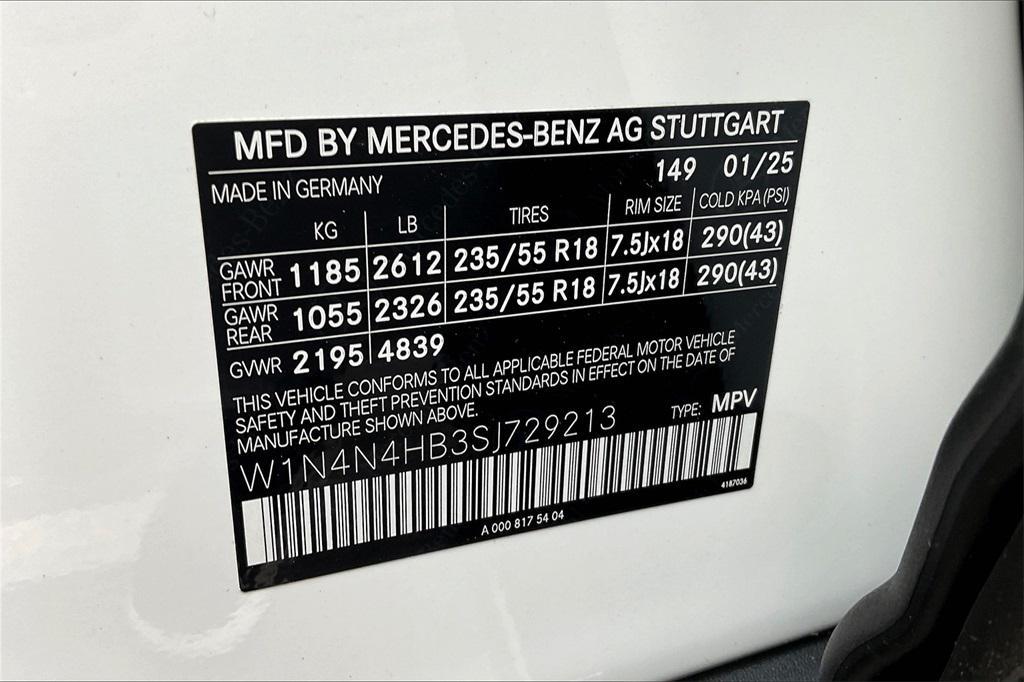 MFD BY MERCEDES-BENZ AG STUTTGART
149 01/25
MADE IN GERMANY
KG LB TIRES RIM SIZE COLD KPA (PSI)
GAWR FRONT 1185 2612 235/55 R18 7.5Jx18 290(43)
GAWR REAR 1055 2326 235/55 R18 7.5Jx18 290(43)
GVWR 2195 4839
THIS VEHICLE CONFORMS TO ALL APPLICABLE FEDERAL MOTOR VEHICLE
SAFETY AND THEFT PREVENTION STANDARDS IN EFFECT ON THE DATE OF
MANUFACTURE SHOWN ABOVE.
TYPE: MPV
W1N4N4HB3SJ729213
4187036
A 000 817 54 04